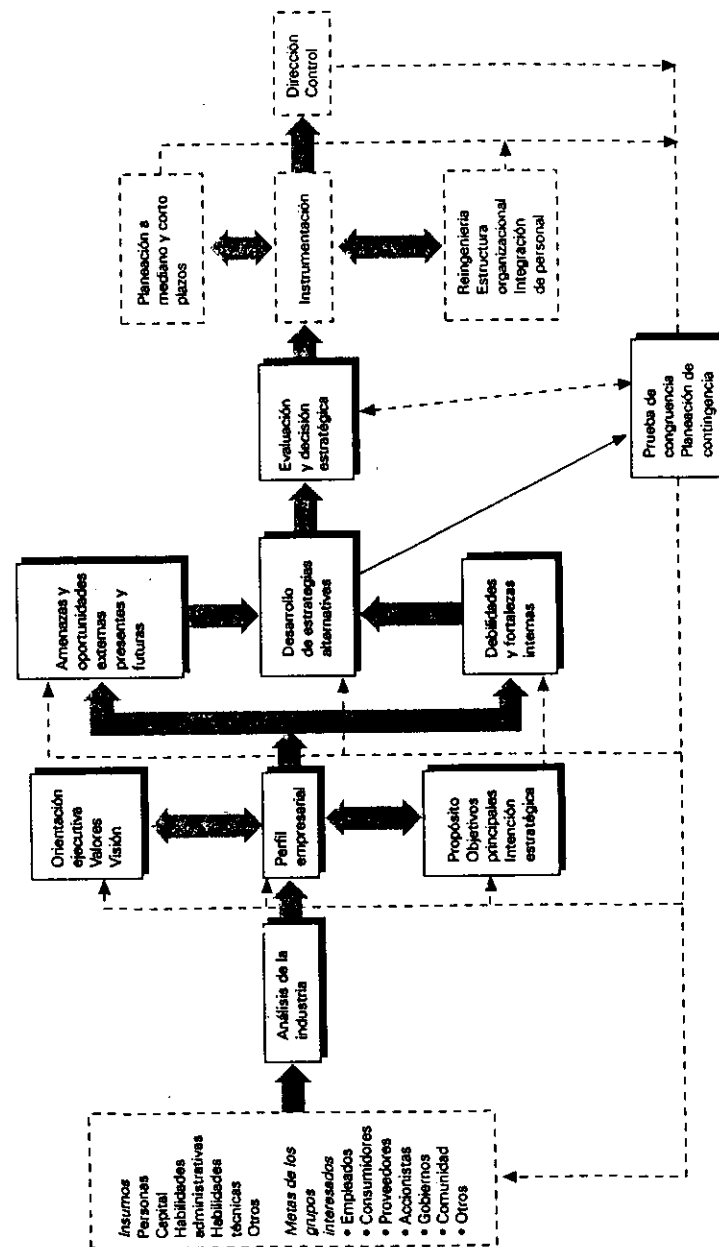 Insumos
Personas
Capital
Habilidades
administrativas
Habilidades
técnicas
Otros
Metas de los
grupos
interesados
• Empleados
• Consumidores
• Proveedores
• Accionistas
• Gobiernos
• Comunidad
• Otros
Análisis de la
industria
Orientación
ejecutiva
Valores
Visión
Perfil
empresarial
Propósito
Objetivos
principales
Intención
estratégica
Amenazas y
oportunidades
externas
presentes y
futuras
Desarrollo
de estrategias
alternativas
Debilidades
y fortalezas
internas
Evaluación
y decisión
estratégica
Prueba de
congruencia
Planeación de
contingencia
Planeación a
mediano y corto
plazos
Instrumentación
Reingeniería
Estructura
organizacional
Integración
de personal
Dirección
Control